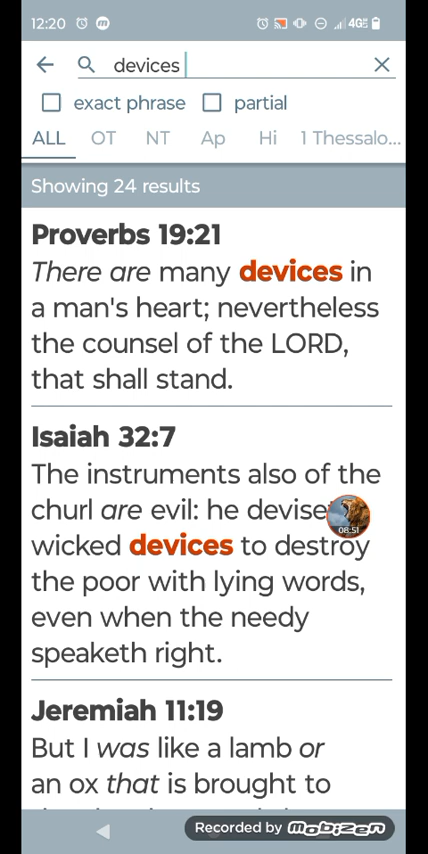 12:20
4G
devices
exact phrase partial
ALL OT NT Ap Hi 1 Thessalo...
Showing 24 results
Proverbs 19:21
There are many devices in
a man's heart; nevertheless
the counsel of the LORD,
that shall stand.
Isaiah 32:7
The instruments also of the
churl are evil: he devise
08:51
wicked devices to destroy
the poor with lying words,
even when the needy
speaketh right.
Jeremiah 11:19
But I was like a lamb or
an ox that is brought to
Recorded by Mobizen